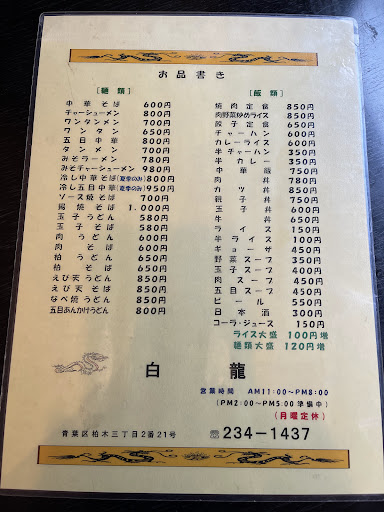 お品書き
[麺類]
中華そば 600円
チャーシューメン 800円
ワンタンメン 700円
ワンタン 650円
五目中華 800円
タンメン 700円
みそラーメン 780円
みそチャーシューメン 980円
冷し中華そば(夏季のみ) 800円
冷し五目中華(夏季のみ) 950円
ソース焼そば 700円
揚焼そば 1.000円
玉子うどん 580円
玉子そば 580円
肉うどん 600円
肉そば 600円
柏うどん 650円
柏そば 650円
えび天うどん 850円
えび天そば 850円
なべ焼うどん 850円
五目あんかけうどん 800円
[飯類]
焼肉定食 850円
肉野菜炒めライス 850円
餃子定食 650円
チャーハン 600円
カレーライス 600円
半チャーハン 350円
半カレー 350円
中華飯 750円
肉丼 780円
カツ丼 850円
親子丼 750円
玉子丼 600円
牛丼 650円
ライス 150円
半ライス 100円
ギョーザ 450円
野菜スープ 350円
玉子スープ 400円
肉スープ 450円
五目スープ 450円
ビール 550円
日本酒 300円
コーラ・ジュース 150円
ライス大盛 100円増
麺類大盛 120円増
白龍
営業時間 AM11:00~PM8:00
(PM2:00~PM5:00準備中)
(月曜定休)
青葉区柏木三丁目2番21号
☎234-1437